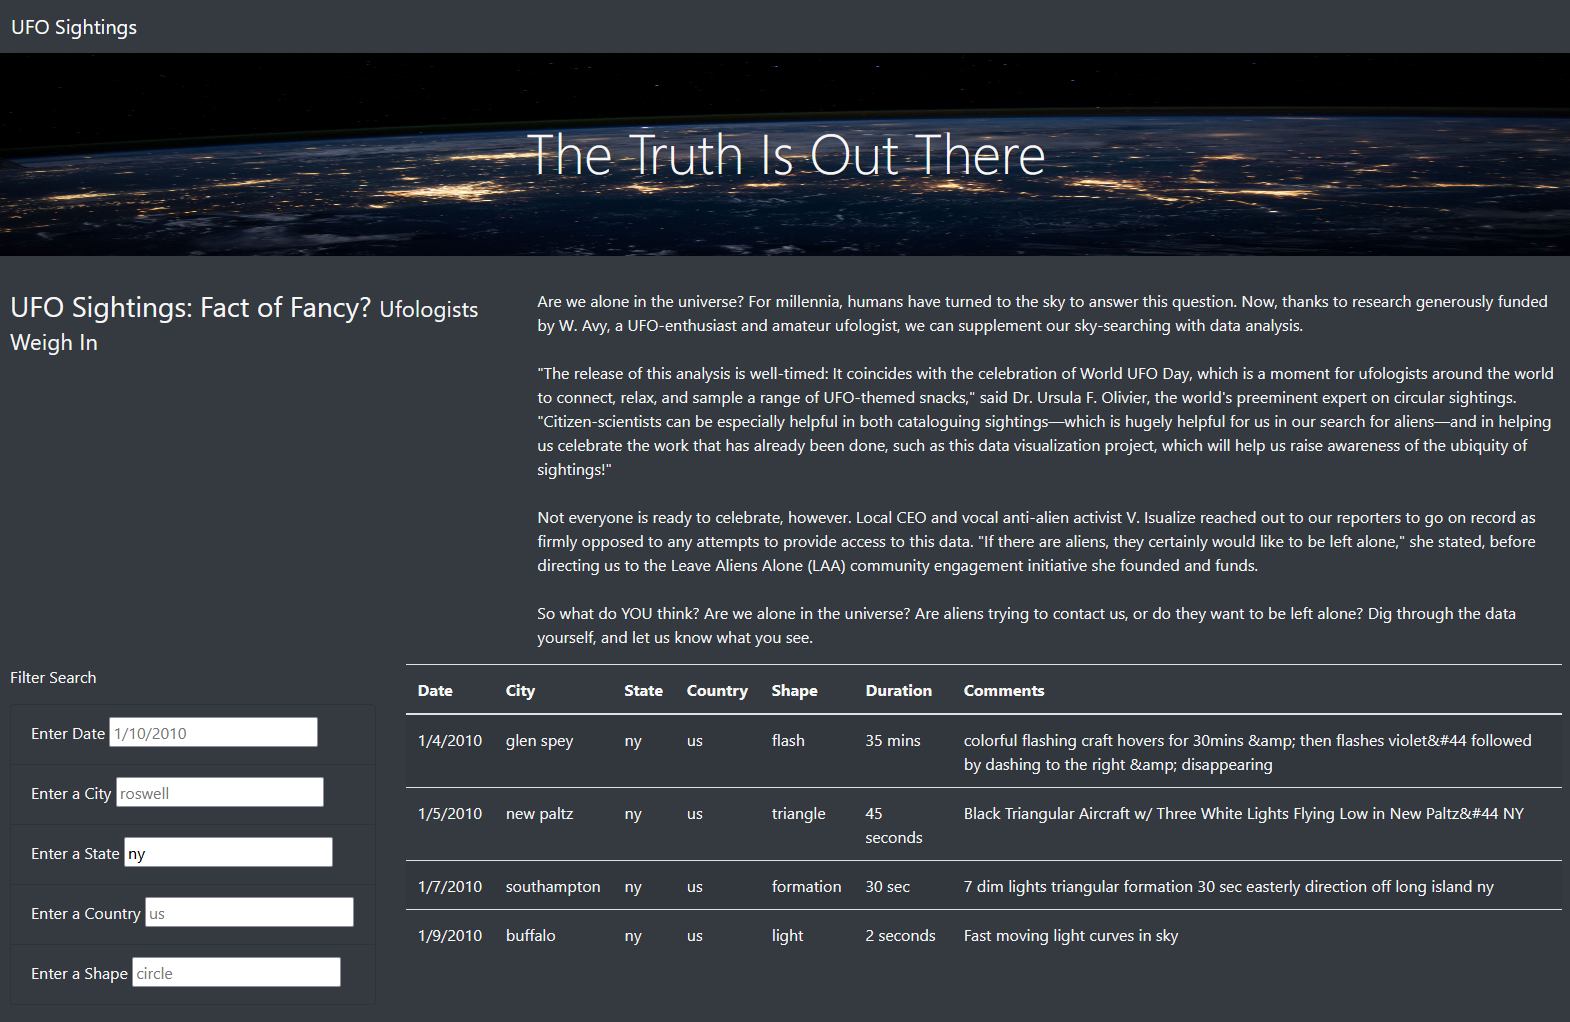 UFO Sightings
The Truth Is Out There
UFO Sightings: Fact of Fancy? Ufologists
Weigh In
Are we alone in the universe? For millennia, humans have turned to the sky to answer this question. Now, thanks to research generously funded
by W. Avy, a UFO-enthusiast and amateur ufologist, we can supplement our sky-searching with data analysis.
"The release of this analysis is well-timed: It coincides with the celebration of World UFO Day, which is a moment for ufologists around the world
to connect, relax, and sample a range of UFO-themed snacks," said Dr. Ursula F. Olivier, the world's preeminent expert on circular sightings.
"Citizen-scientists can be especially helpful in both cataloguing sightings—which is hugely helpful for us in our search for aliens—and in helping
us celebrate the work that has already been done, such as this data visualization project, which will help us raise awareness of the ubiquity of
sightings!"
Not everyone is ready to celebrate, however. Local CEO and vocal anti-alien activist V. Isualize reached out to our reporters to go on record as
firmly opposed to any attempts to provide access to this data. "If there are aliens, they certainly would like to be left alone," she stated, before
directing us to the Leave Aliens Alone (LAA) community engagement initiative she founded and funds.
So what do YOU think? Are we alone in the universe? Are aliens trying to contact us, or do they want to be left alone? Dig through the data
yourself, and let us know what you see.
Filter Search
Enter Date 1/10/2010
Enter a City roswell
Enter a State ny
Enter a Country us
Enter a Shape circle
Date City State Country Shape Duration Comments
1/4/2010 glen spey ny us flash 35 mins colorful flashing craft hovers for 30mins &amp; then flashes violet&#44 followed
by dashing to the right &amp; disappearing
1/5/2010 new paltz ny us triangle 45 Black Triangular Aircraft w/ Three White Lights Flying Low in New Paltz&#44 NY
seconds
1/7/2010 southampton ny us formation 30 sec 7 dim lights triangular formation 30 sec easterly direction off long island ny
1/9/2010 buffalo ny us light 2 seconds Fast moving light curves in sky